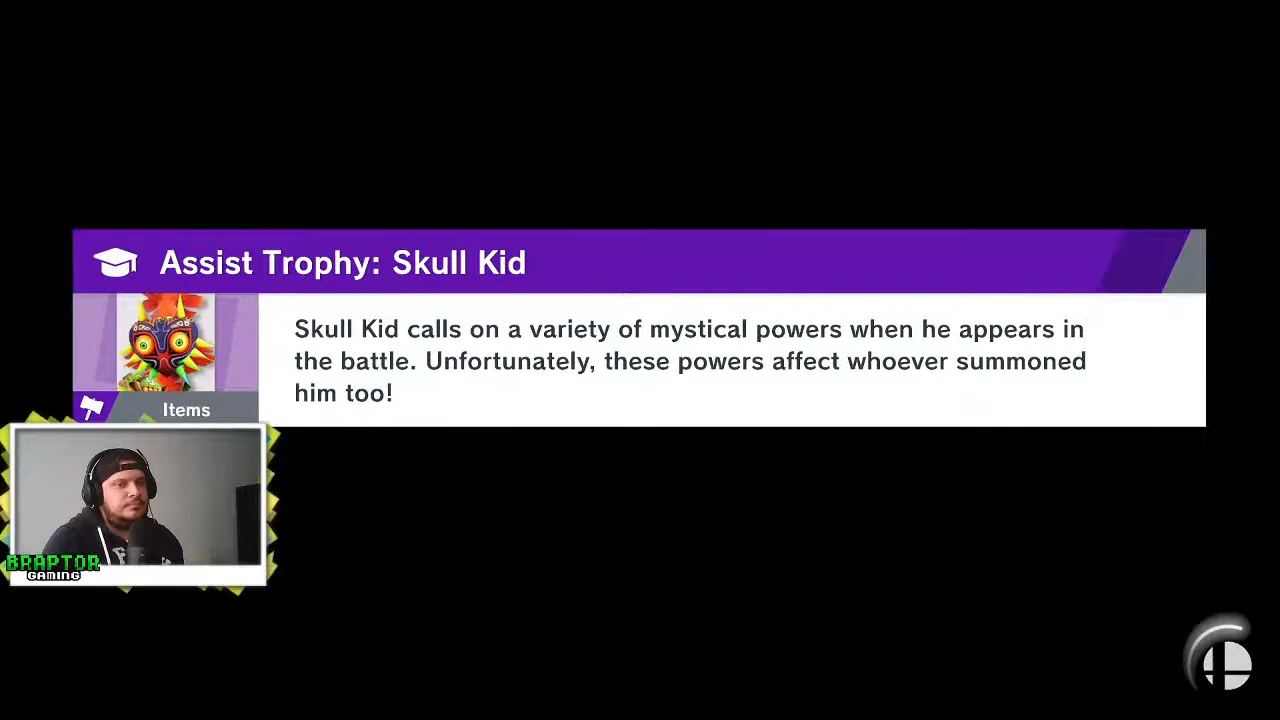 Assist Trophy: Skull Kid
Skull Kid calls on a variety of mystical powers when he appears in
the battle. Unfortunately, these powers affect whoever summoned
him too!
Items
BRAPTOR
GAMING